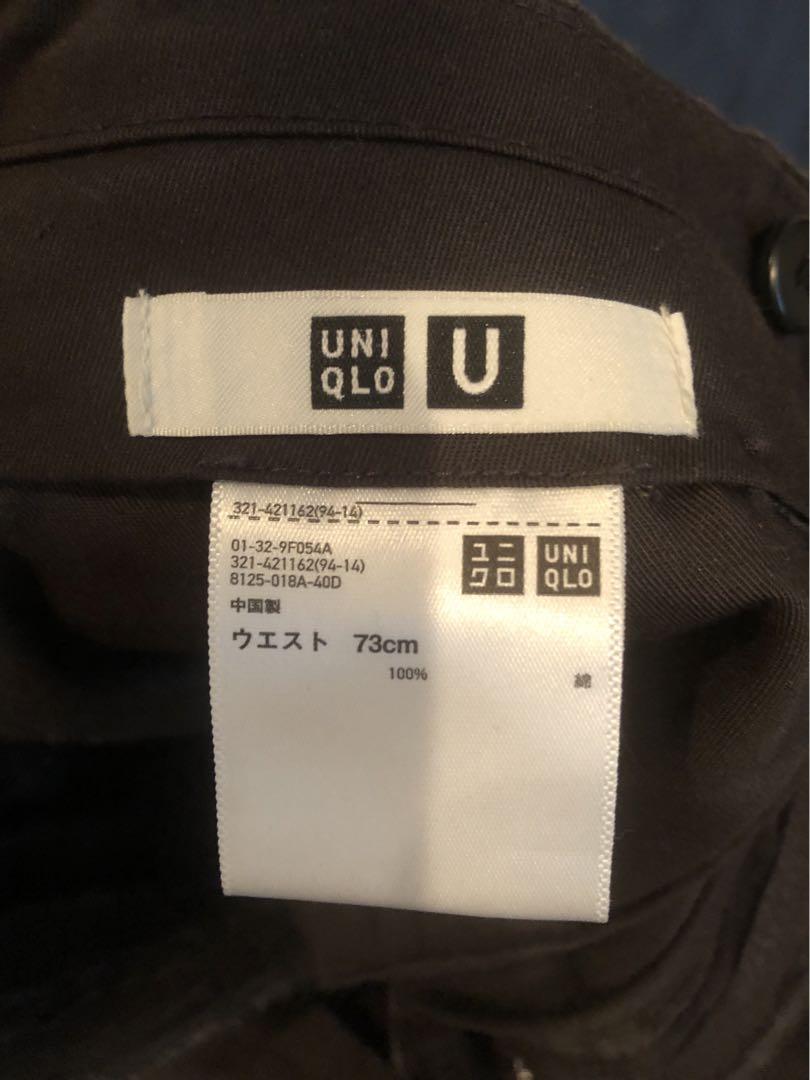 UNI
QLO
U
321-421162(94-14)
01-32-9F054A
321-421162(94-14)
8125-018A-40D
中国製
ユニ
クロ
UNI
QLO
ウエスト 73cm
100% 綿